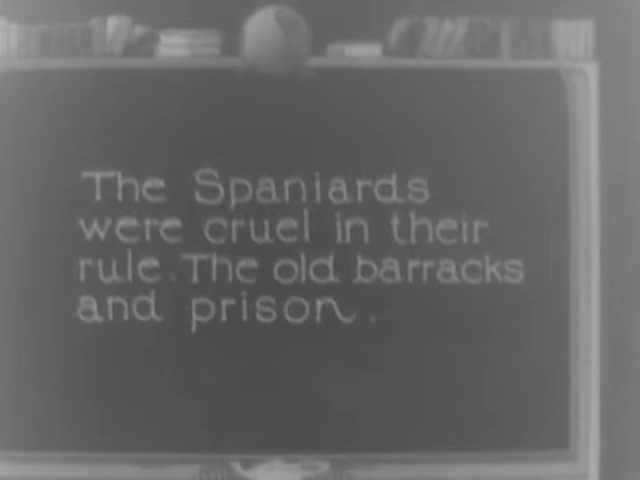 The Spaniards
were cruel in their
rule. The old barracks
and prison.